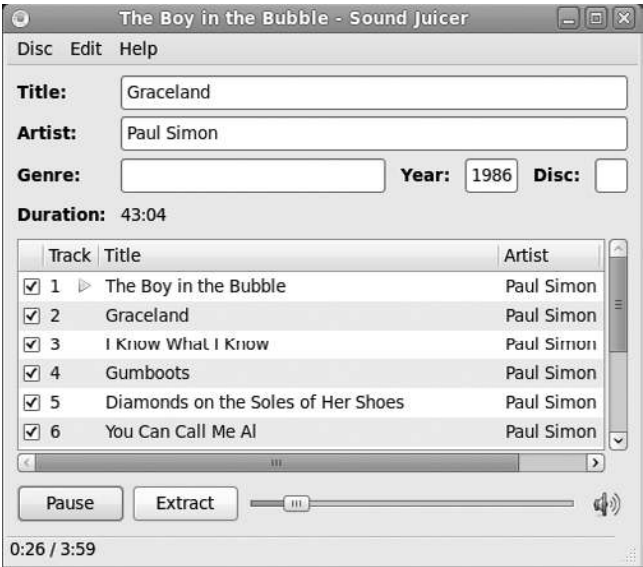 The Boy in the Bubble - Sound Juicer
Disc Edit Help
Title: Graceland
Artist: Paul Simon
Genre: Year: 1986 Disc:
Duration: 43:04
Track Title Artist
1 The Boy in the Bubble Paul Simon
2 Graceland Paul Simon
3 I Know What I Know Paul Simon
4 Gumboots Paul Simon
5 Diamonds on the Soles of Her Shoes Paul Simon
6 You Can Call Me Al Paul Simon
Pause Extract
0:26 / 3:59